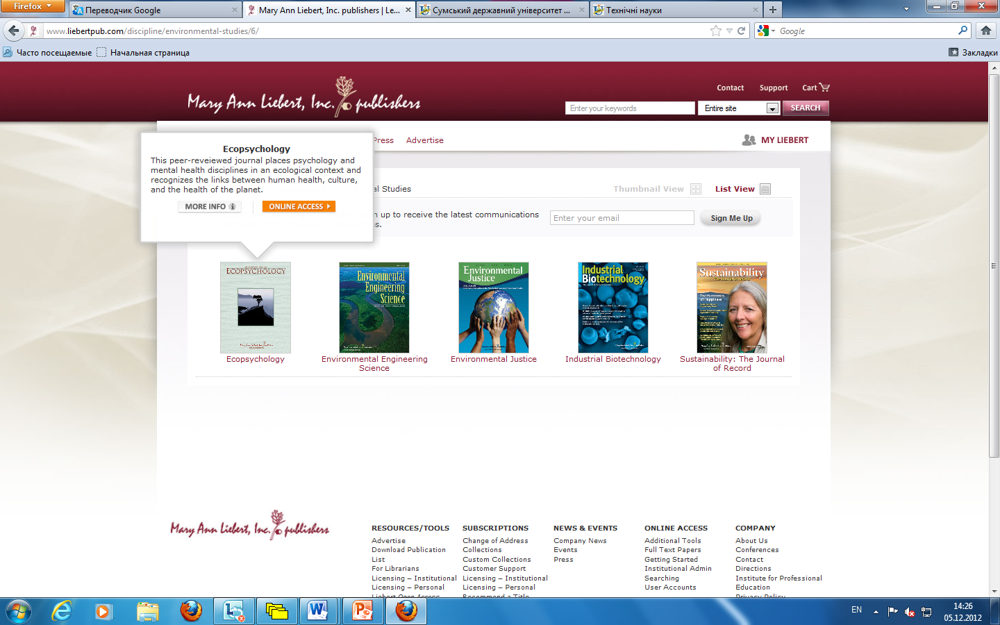 Firefox
Переводчик Google
Mary Ann Liebert, Inc. publishers | Le...
Сумський державний університет ...
Технічні науки
www.liebertpub.com/discipline/environmental-studies/6/
Google
Часто посещаемые
Начальная страница
Закладки
Mary Ann Liebert, Inc. publishers
Contact
Support
Cart
Enter your keywords
Entire site
SEARCH
Press
Advertise
MY LIEBERT
Ecopsychology
This peer-reveiewed journal places psychology and
mental health disciplines in an ecological context and
recognizes the links between human health, culture,
and the health of the planet.
MORE INFO
ONLINE ACCESS
al Studies
Thumbnail View
List View
n up to receive the latest communications
s.
Enter your email
Sign Me Up
ECOPSYCHOLOGY
Environmental
Engineering
Science
Environmental
Justice
Industrial
Biotechnology
Sustainability
The Journal of Record
The Economics
of Happiness
Ecopsychology
Environmental Engineering
Science
Environmental Justice
Industrial Biotechnology
Sustainability: The Journal
of Record
Mary Ann Liebert, Inc. publishers
RESOURCES/TOOLS
Advertise
Download Publication
List
For Librarians
Licensing – Institutional
Licensing – Personal
Liebert Open Access
SUBSCRIPTIONS
Change of Address
Collections
Custom Collections
Customer Support
Licensing – Institutional
Licensing – Personal
Recommend a Title
NEWS & EVENTS
Company News
Events
Press
ONLINE ACCESS
Additional Tools
Full Text Papers
Getting Started
Institutional Admin
Searching
User Accounts
COMPANY
About Us
Conferences
Contact
Directions
Institute for Professional
Education
Privacy Policy
EN
14:26
05.12.2012